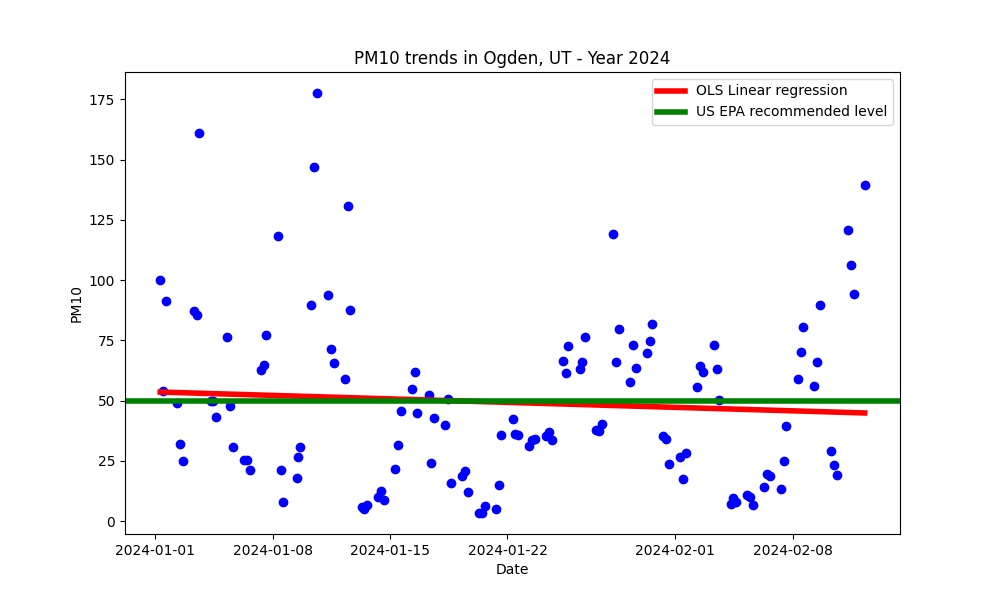 PM10 trends in Ogden, UT - Year 2024
OLS Linear regression
US EPA recommended level
PM10
175
150
125
100
75
50
25
0
2024-01-01
2024-01-08
2024-01-15
2024-01-22
2024-02-01
2024-02-08
Date